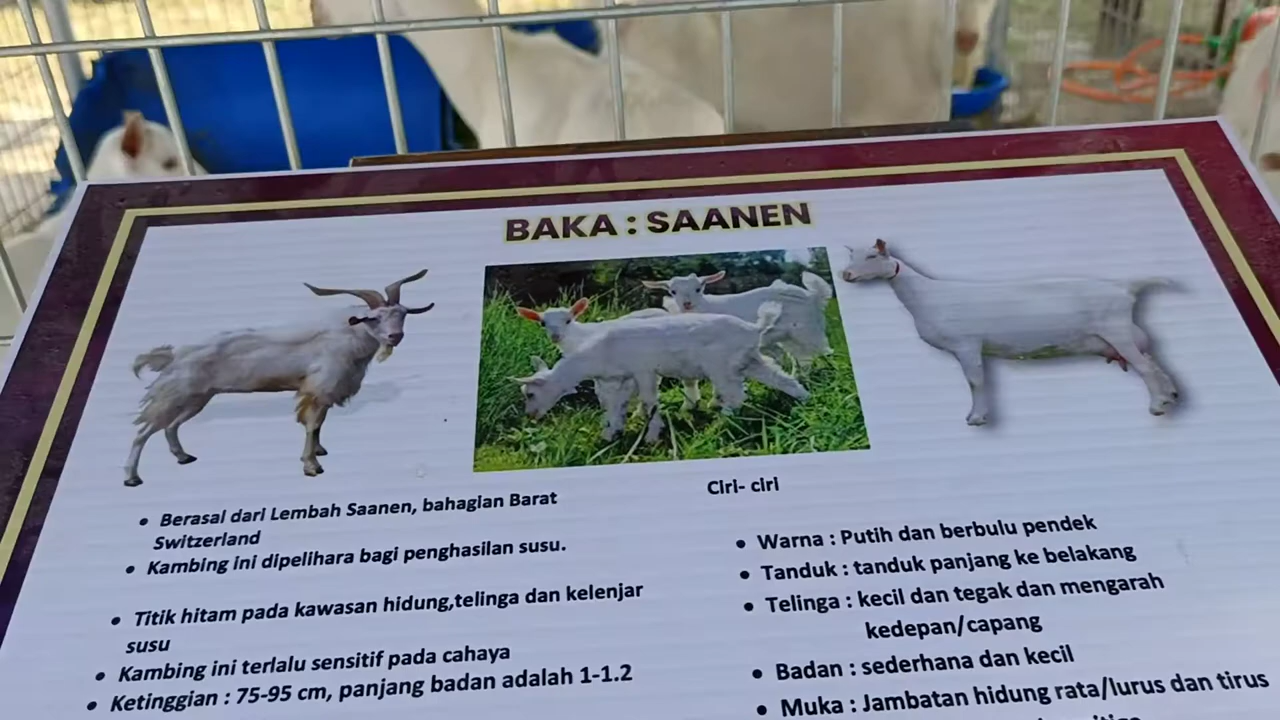 BAKA : SAANEN
• Berasal dari Lembah Saanen, bahagian Barat
Switzerland
• Kambing ini dipelihara bagi penghasilan susu.
• Titik hitam pada kawasan hidung,telinga dan kelenjar
susu
• Kambing ini terlalu sensitif pada cahaya
• Ketinggian : 75-95 cm, panjang badan adalah 1-1.2
Ciri- ciri
• Warna : Putih dan berbulu pendek
• Tanduk : tanduk panjang ke belakang
• Telinga : kecil dan tegak dan mengarah
kedepan/capang
• Badan : sederhana dan kecil
• Muka : Jambatan hidung rata/lurus dan tirus